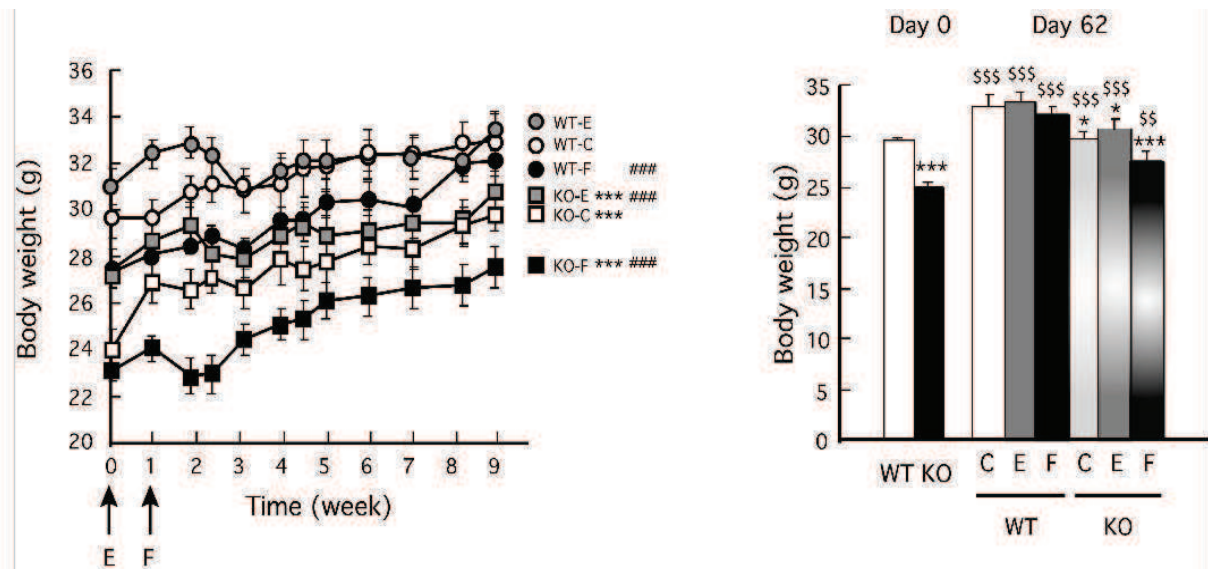 36
34
32
30
28
26
24
22
20
Body weight (g)
0 1 2 3 4 5 6 7 8 9
Time (week)
E F
WT-E
WT-C
WT-F ###
KO-E *** ###
KO-C ***
KO-F *** ###
Day 0 Day 62
35
30
25
20
15
10
5
0
Body weight (g)
***
$$$ $$$ $$$ $$$ $$$ $$
* * ***
WT KO
C E F C E F
WT KO